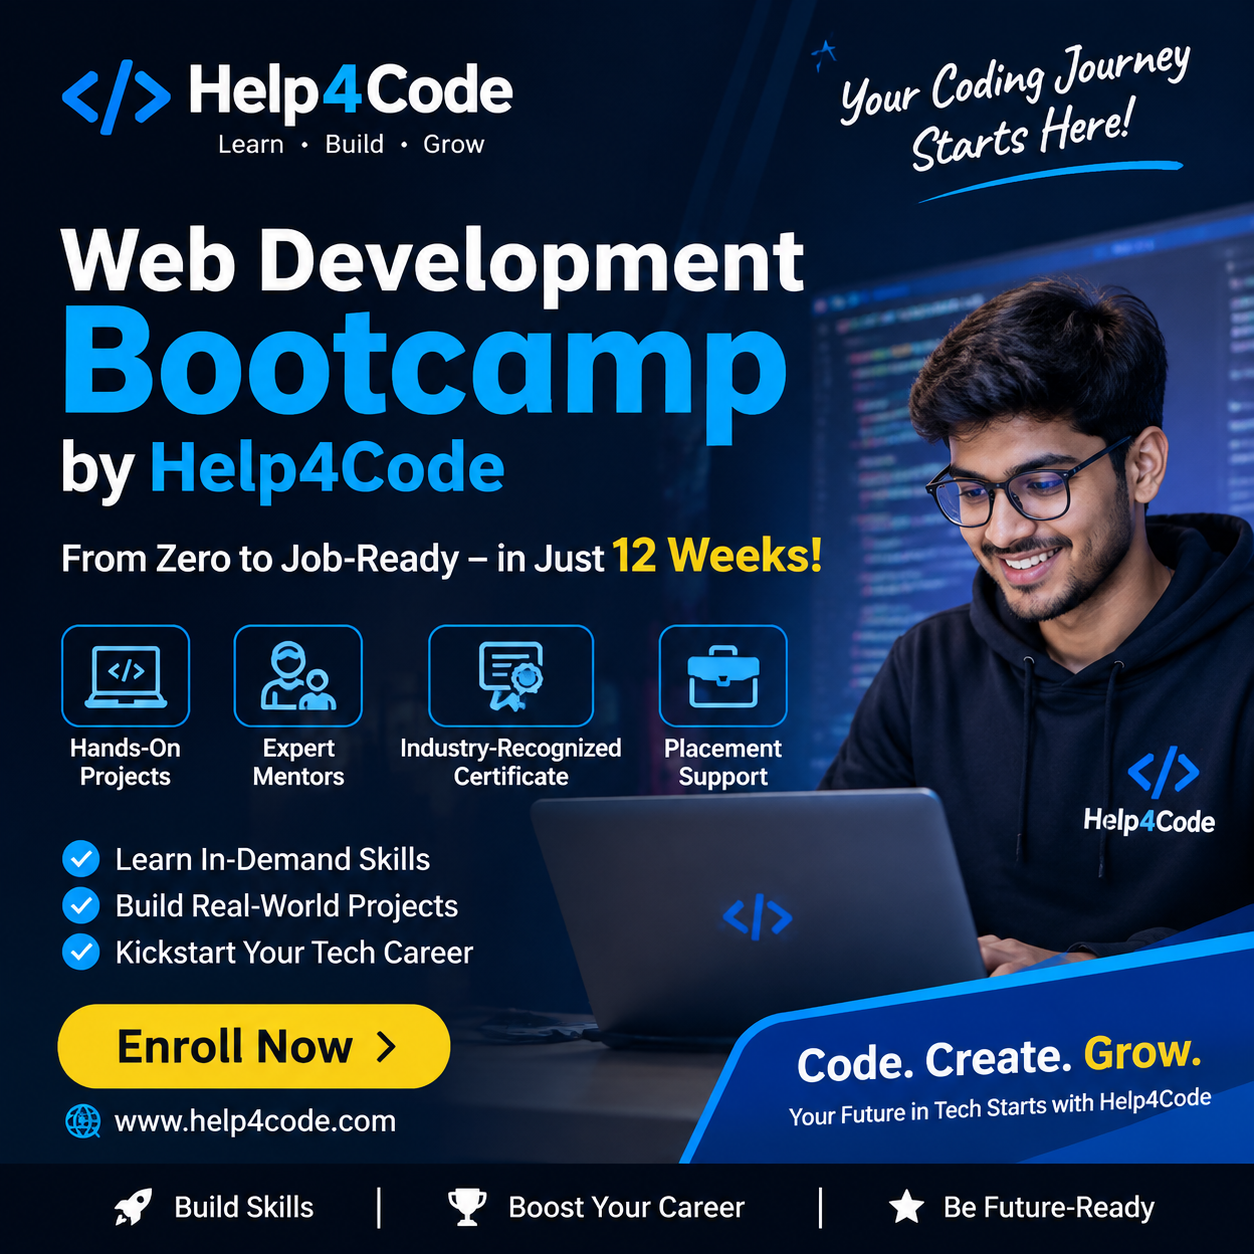 </> Help4Code
Learn • Build • Grow
Your Coding Journey
Starts Here!
Web Development
Bootcamp
by Help4Code
From Zero to Job-Ready – in Just 12 Weeks!
</>
Hands-On
Projects
Expert
Mentors
Industry-Recognized
Certificate
Placement
Support
</>
Help4Code
</>
Learn In-Demand Skills
Build Real-World Projects
Kickstart Your Tech Career
Enroll Now >
www.help4code.com
Code. Create. Grow.
Your Future in Tech Starts with Help4Code
Build Skills | Boost Your Career | Be Future-Ready